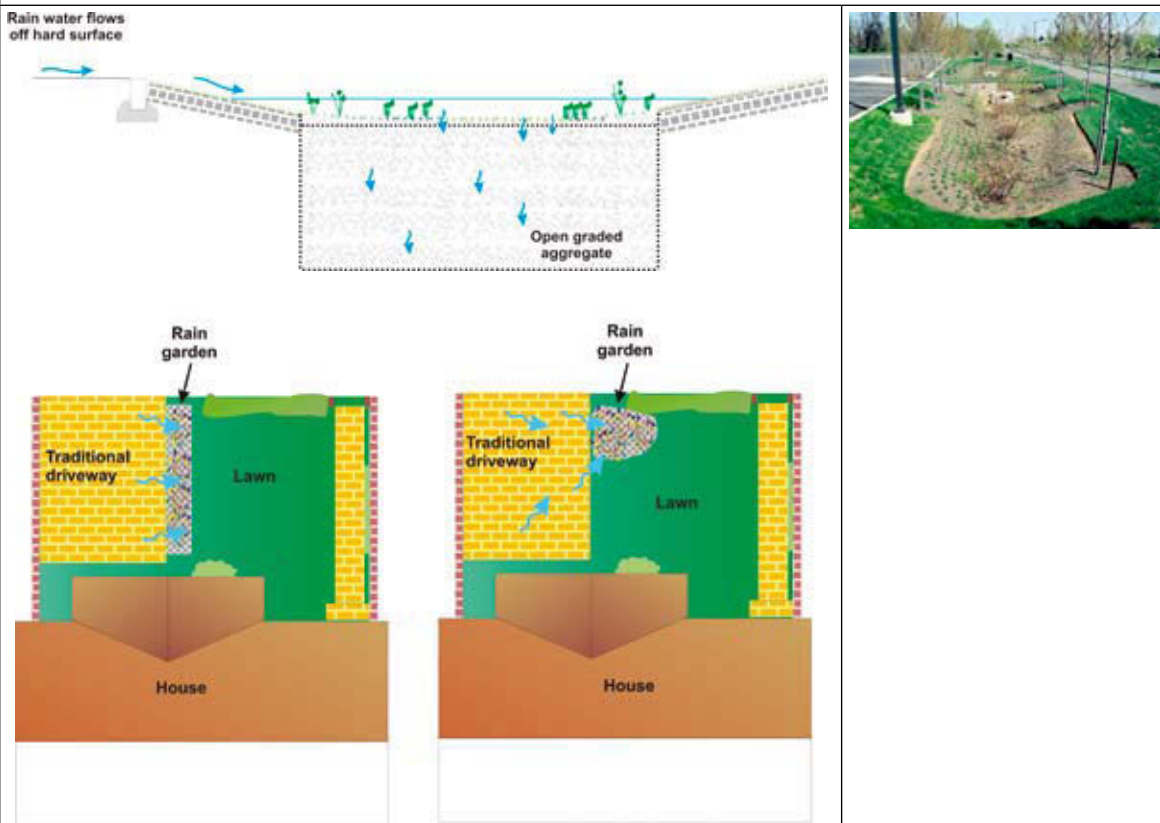 Rain water flows
off hard surface
Open graded
aggregate
Rain
garden
Traditional
driveway
Lawn
House
Rain
garden
Traditional
driveway
Lawn
House